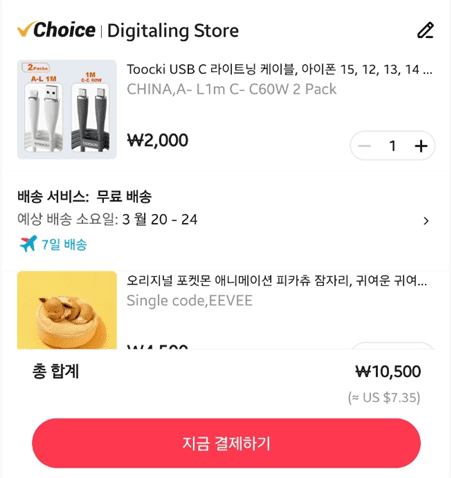 Choice | Digitaling Store
2 Packs
A-L 1M
1M
C-C 60W
Toocki USB C 라이트닝 케이블, 아이폰 15, 12, 13, 14 ...
CHINA,A- L1m C- C60W 2 Pack
₩2,000
1
배송 서비스: 무료 배송
예상 배송 소요일: 3 월 20 - 24
7일 배송
오리지널 포켓몬 애니메이션 피카츄 잠자리, 귀여운 귀여...
Single code,EEVEE
₩4,500
총 합계
₩10,500
(≈ US $7.35)
지금 결제하기